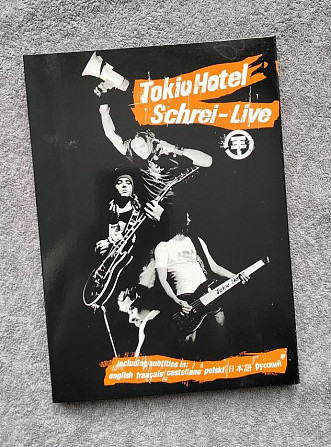 Tokio Hotel
Schrei - Live
including subtitles in:
english français castellano polski 日本語 русский